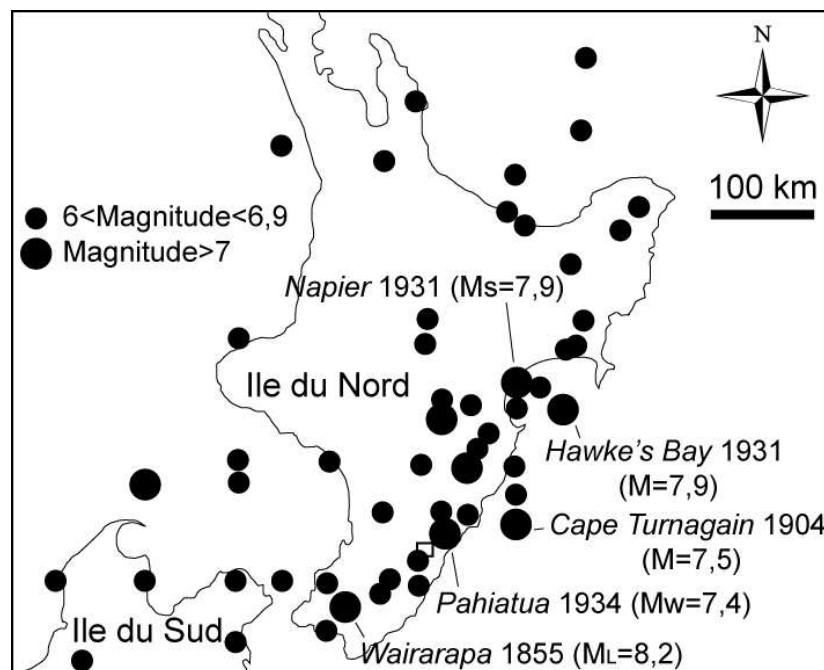 N
100 km
6<Magnitude<6,9
Magnitude>7
Napier 1931 (Ms=7,9)
Ile du Nord
Hawke's Bay 1931
(M=7,9)
Cape Turnagain 1904
(M=7,5)
Pahiatua 1934 (Mw=7,4)
Ile du Sud
Wairarapa 1855 (ML=8,2)